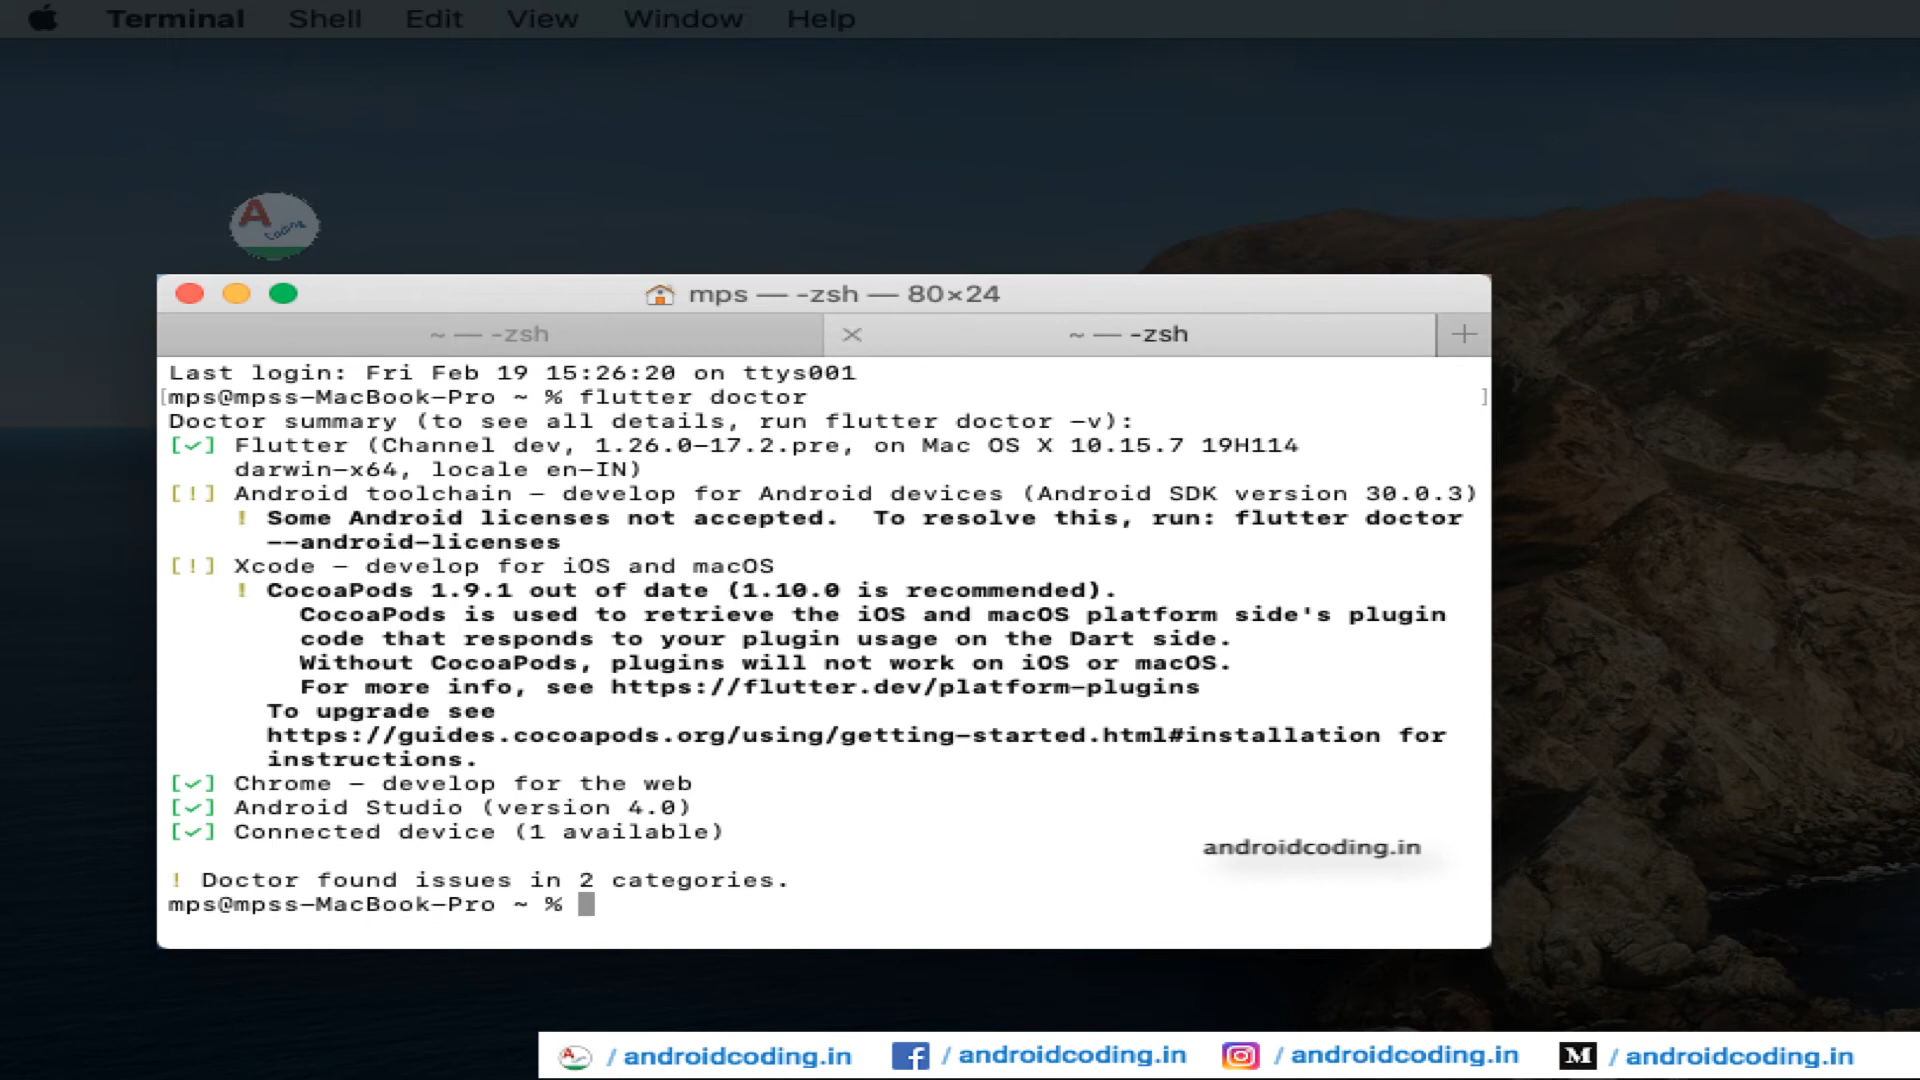 Terminal Shell Edit View Window Help
A Coding
mps — -zsh — 80×24
~ — -zsh
~ — -zsh
Last login: Fri Feb 19 15:26:20 on ttys001
[mps@mpss-MacBook-Pro ~ % flutter doctor ]
Doctor summary (to see all details, run flutter doctor -v):
[✓] Flutter (Channel dev, 1.26.0-17.2.pre, on Mac OS X 10.15.7 19H114
darwin-x64, locale en-IN)
[!] Android toolchain - develop for Android devices (Android SDK version 30.0.3)
! Some Android licenses not accepted.  To resolve this, run: flutter doctor
--android-licenses
[!] Xcode - develop for iOS and macOS
! CocoaPods 1.9.1 out of date (1.10.0 is recommended).
CocoaPods is used to retrieve the iOS and macOS platform side's plugin
code that responds to your plugin usage on the Dart side.
Without CocoaPods, plugins will not work on iOS or macOS.
For more info, see https://flutter.dev/platform-plugins
To upgrade see
https://guides.cocoapods.org/using/getting-started.html#installation for
instructions.
[✓] Chrome - develop for the web
[✓] Android Studio (version 4.0)
[✓] Connected device (1 available)
androidcoding.in
! Doctor found issues in 2 categories.
mps@mpss-MacBook-Pro ~ %
/ androidcoding.in / androidcoding.in / androidcoding.in M / androidcoding.in